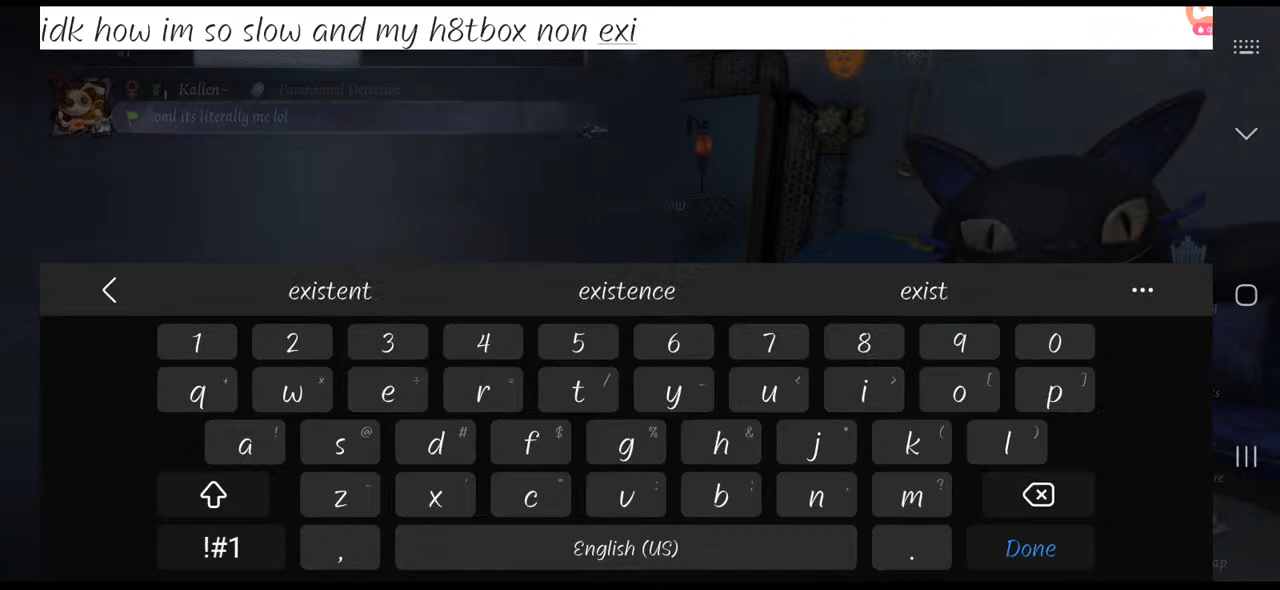 idk how im so slow and my h8tbox non exi
Kallen~ Paranormal Detective
oml its literally me lol
existent existence exist
1 2 3 4 5 6 7 8 9 0
q + w × e ÷ r = t / y _ u < i > o [ p ]
a ! s @ d # f $ g % h & j * k ( l )
z - x ' c " v : b ; n , m ?
!#1 , English (US) . Done